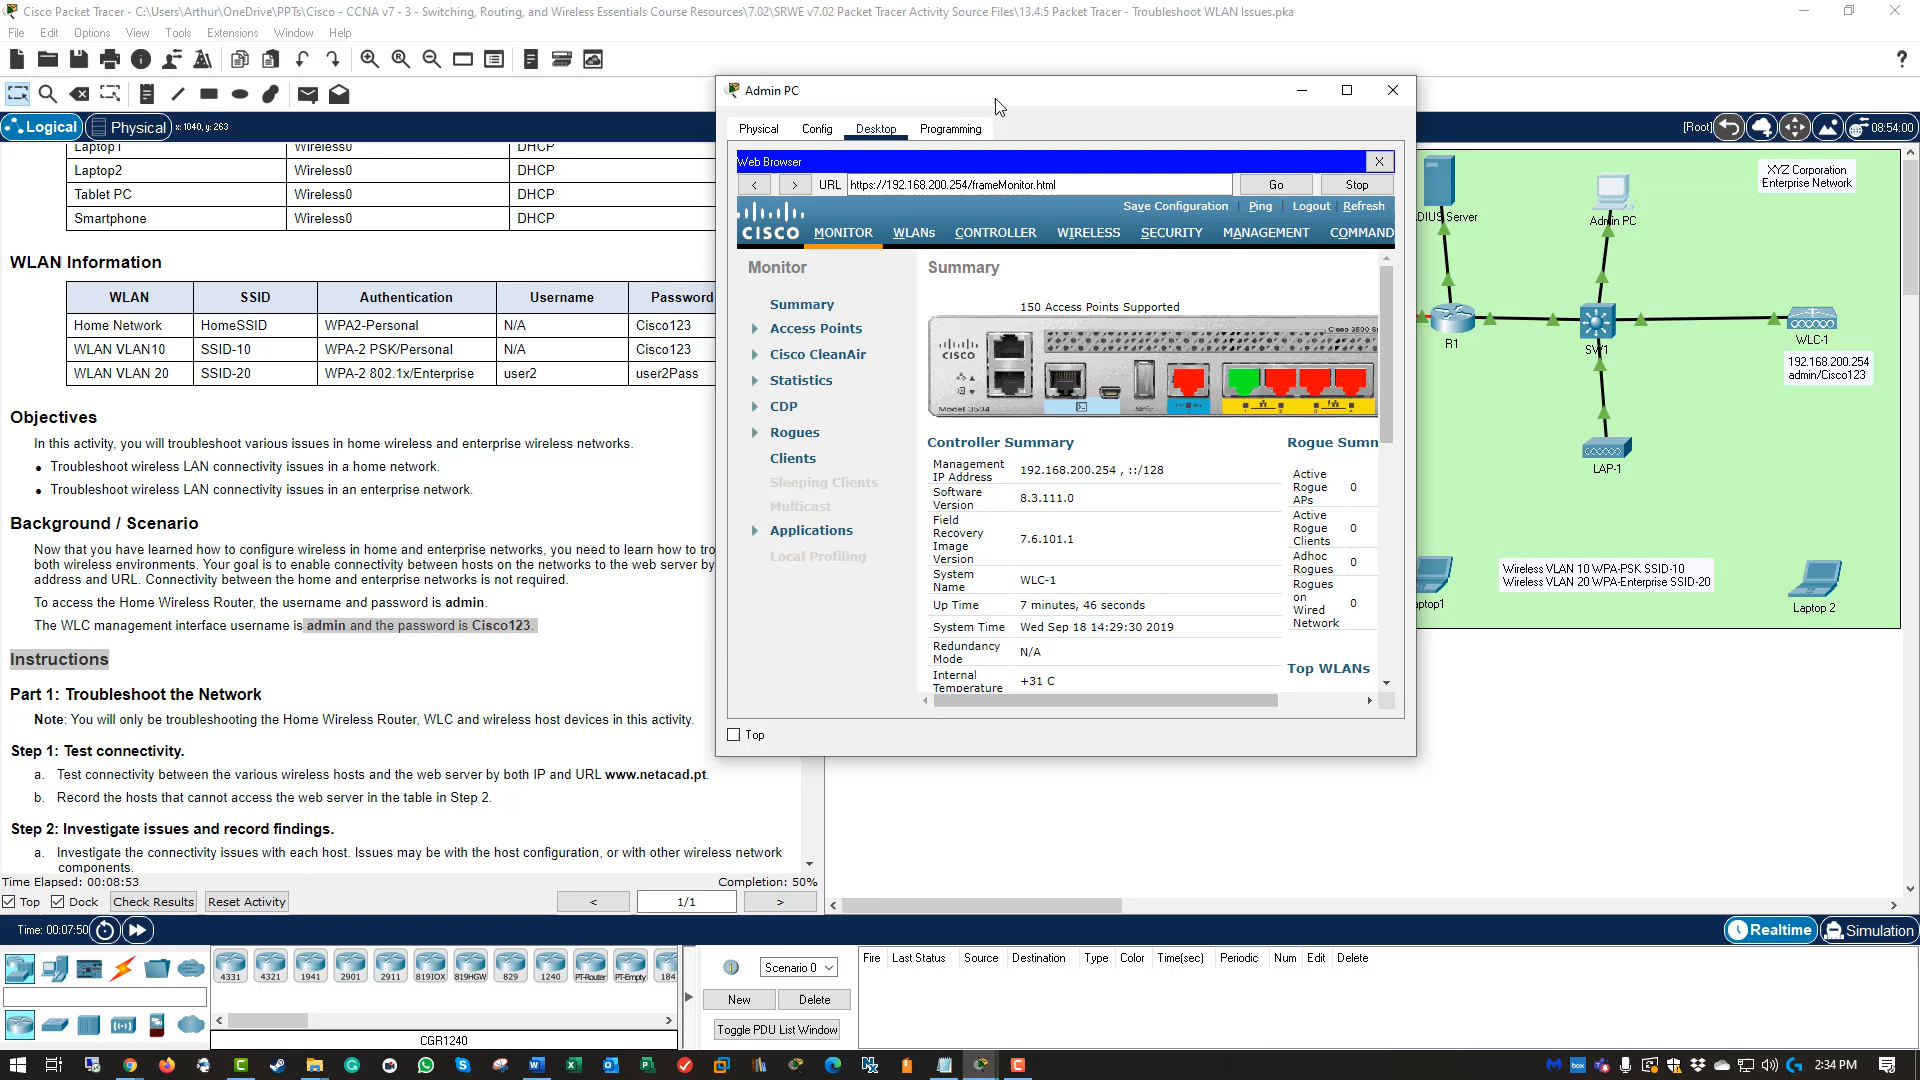 Cisco Packet Tracer - C:\Users\Arthur\OneDrive\PPTs\Cisco - CCNA v7 - 3 - Switching, Routing, and Wireless Essentials Course Resources\7.02\SRWE v7.02 Packet Tracer Activity Source Files\13.4.5 Packet Tracer - Troubleshoot WLAN Issues.pka
File Edit Options View Tools Extensions Window Help
Logical Physical x: 1040, y: 263
[Root] 08:54:00
Laptop1 Wireless0 DHCP
Laptop2 Wireless0 DHCP
Tablet PC Wireless0 DHCP
Smartphone Wireless0 DHCP
WLAN Information
WLAN SSID Authentication Username Password
Home Network HomeSSID WPA2-Personal N/A Cisco123
WLAN VLAN10 SSID-10 WPA-2 PSK/Personal N/A Cisco123
WLAN VLAN 20 SSID-20 WPA-2 802.1x/Enterprise user2 user2Pass
Objectives
In this activity, you will troubleshoot various issues in home wireless and enterprise wireless networks.
• Troubleshoot wireless LAN connectivity issues in a home network.
• Troubleshoot wireless LAN connectivity issues in an enterprise network.
Background / Scenario
Now that you have learned how to configure wireless in home and enterprise networks, you need to learn how to tro
both wireless environments. Your goal is to enable connectivity between hosts on the networks to the web server by
address and URL. Connectivity between the home and enterprise networks is not required.
To access the Home Wireless Router, the username and password is admin.
The WLC management interface username is admin and the password is Cisco123.
Instructions
Part 1: Troubleshoot the Network
Note: You will only be troubleshooting the Home Wireless Router, WLC and wireless host devices in this activity.
Step 1: Test connectivity.
a. Test connectivity between the various wireless hosts and the web server by both IP and URL www.netacad.pt.
b. Record the hosts that cannot access the web server in the table in Step 2.
Step 2: Investigate issues and record findings.
a. Investigate the connectivity issues with each host. Issues may be with the host configuration, or with other wireless network
components.
Time Elapsed: 00:08:53 Completion: 50%
Top Dock Check Results Reset Activity < 1/1 >
Admin PC
Physical Config Desktop Programming
Web Browser X
< > URL https://192.168.200.254/frameMonitor.html Go Stop
Save Configuration | Ping | Logout | Refresh
CISCO MONITOR WLANs CONTROLLER WIRELESS SECURITY MANAGEMENT COMMAND
Monitor
Summary
Access Points
Cisco CleanAir
Statistics
CDP
Rogues
Clients
Sleeping Clients
Multicast
Applications
Local Profiling
Summary
150 Access Points Supported
CISCO
Model 3504
Controller Summary
Management IP Address 192.168.200.254 , ::/128
Software Version 8.3.111.0
Field Recovery Image Version 7.6.101.1
System Name WLC-1
Up Time 7 minutes, 46 seconds
System Time Wed Sep 18 14:29:30 2019
Redundancy Mode N/A
Internal Temperature +31 C
Rogue Summ
Active Rogue APs 0
Active Rogue Clients 0
Adhoc Rogues 0
Rogues on Wired Network 0
Top WLANs
Top
XYZ Corporation
Enterprise Network
DIUS Server
Admin PC
R1
SW1
WLC-1
192.168.200.254
admin/Cisco123
LAP-1
Wireless VLAN 10 WPA-PSK SSID-10
Wireless VLAN 20 WPA-Enterprise SSID-20
ptop1
Laptop 2
Time: 00:07:50
Realtime Simulation
4331 4321 1941 2901 2911 819IOX 819HGW 829 1240 PT-Router PT-Empty 184
CGR1240
Scenario 0
New Delete
Toggle PDU List Window
Fire Last Status Source Destination Type Color Time(sec) Periodic Num Edit Delete
2:34 PM